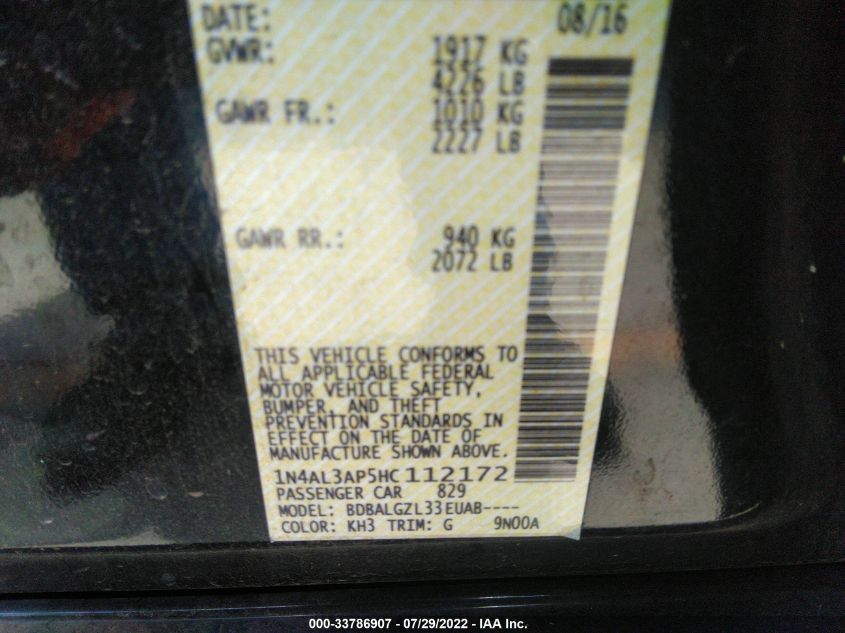 DATE: 08/16
GVWR: 1917 KG
4226 LB
GAWR FR.: 1010 KG
2227 LB
GAWR RR.: 940 KG
2072 LB
THIS VEHICLE CONFORMS TO
ALL APPLICABLE FEDERAL
MOTOR VEHICLE SAFETY,
BUMPER, AND THEFT
PREVENTION STANDARDS IN
EFFECT ON THE DATE OF
MANUFACTURE SHOWN ABOVE.
1N4AL3AP5HC112172
PASSENGER CAR 829
MODEL: BDBALGZL33EUAB----
COLOR: KH3 TRIM: G 9N00A
000-33786907 - 07/29/2022 - IAA Inc.